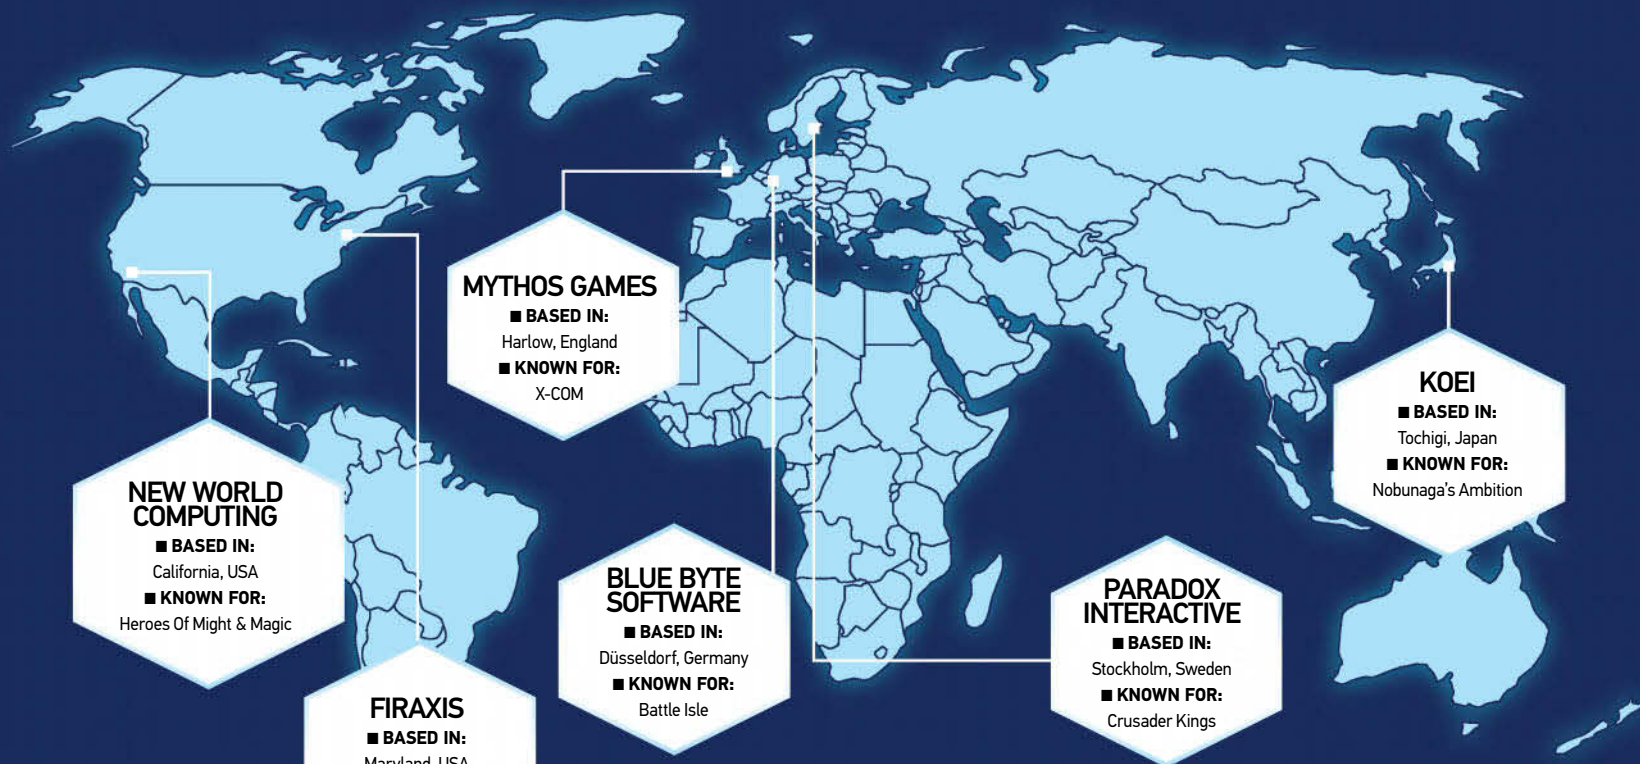 MYTHOS GAMES
■ BASED IN:
Harlow, England
■ KNOWN FOR:
X-COM
KOEI
■ BASED IN:
Tochigi, Japan
■ KNOWN FOR:
Nobunaga's Ambition
NEW WORLD
COMPUTING
■ BASED IN:
California, USA
■ KNOWN FOR:
Heroes Of Might & Magic
BLUE BYTE
SOFTWARE
■ BASED IN:
Düsseldorf, Germany
■ KNOWN FOR:
Battle Isle
PARADOX
INTERACTIVE
■ BASED IN:
Stockholm, Sweden
■ KNOWN FOR:
Crusader Kings
FIRAXIS
■ BASED IN:
Maryland, USA